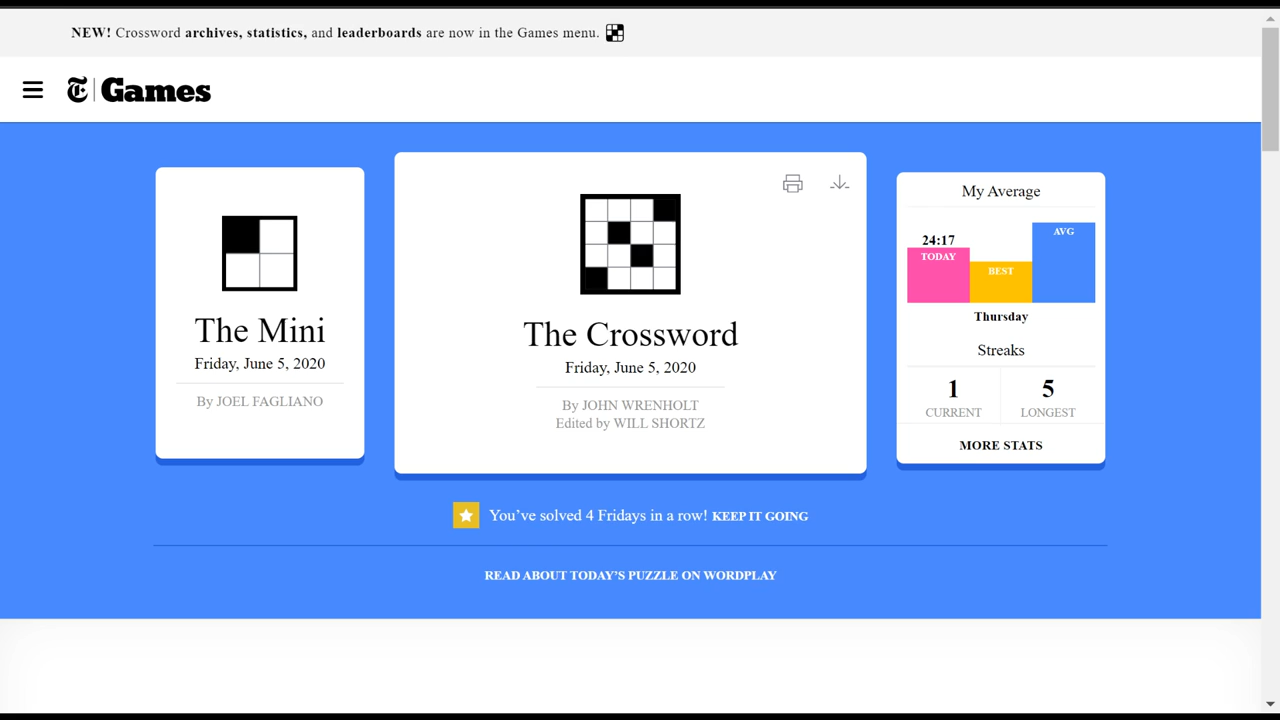 NEW! Crossword archives, statistics, and leaderboards are now in the Games menu.
T Games
The Mini
Friday, June 5, 2020
By JOEL FAGLIANO
The Crossword
Friday, June 5, 2020
By JOHN WRENHOLT
Edited by WILL SHORTZ
My Average
24:17
TODAY
BEST
AVG
Thursday
Streaks
1 5
CURRENT LONGEST
MORE STATS
You’ve solved 4 Fridays in a row! KEEP IT GOING
READ ABOUT TODAY’S PUZZLE ON WORDPLAY